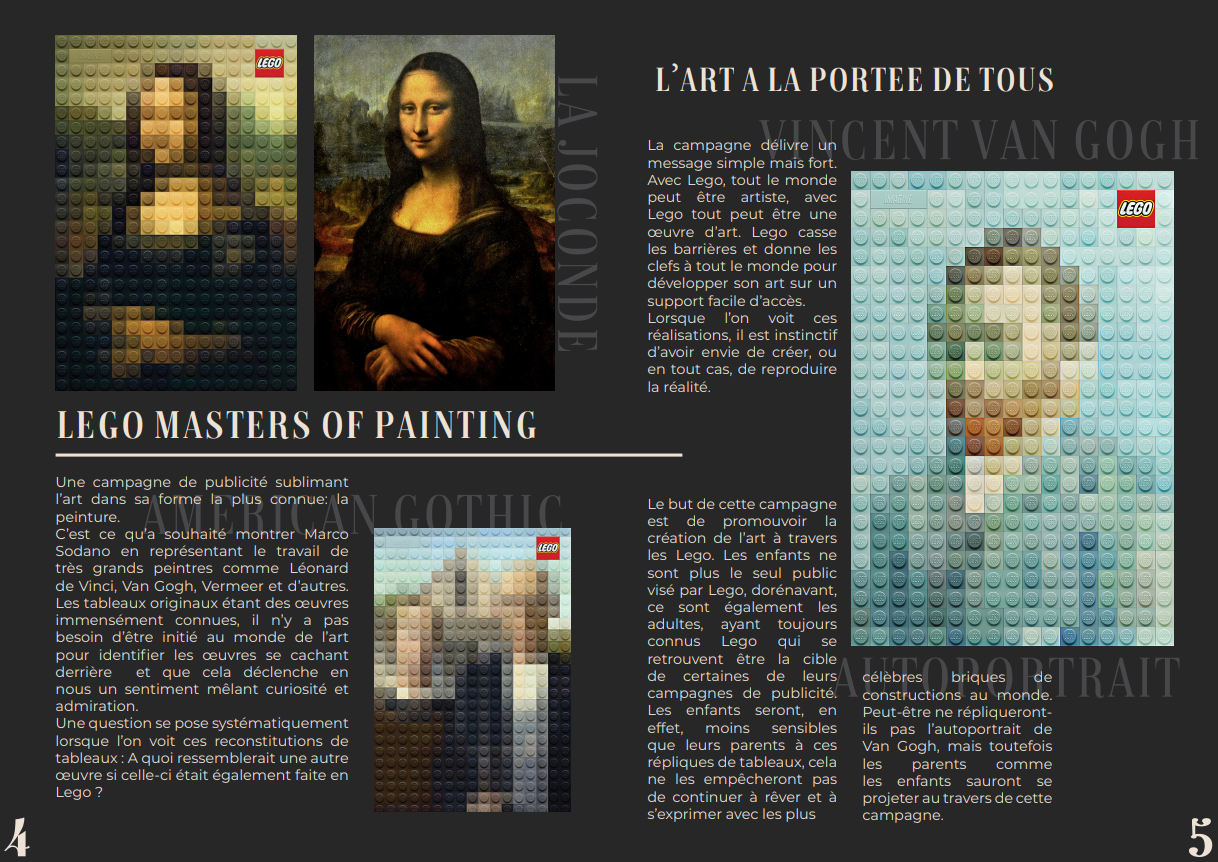 LEGO
LA JOCONDE
LEGO MASTERS OF PAINTING
Une campagne de publicité sublimant
l'art dans sa forme la plus connue: la
peinture.
C'est ce qu'a souhaité montrer Marco
Sodano en représentant le travail de
très grands peintres comme Léonard
de Vinci, Van Gogh, Vermeer et d'autres.
Les tableaux originaux étant des œuvres
immensément connues, il n'y a pas
besoin d'être initié au monde de l'art
pour identifier les œuvres se cachant
derrière et que cela déclenche en
nous un sentiment mêlant curiosité et
admiration.
Une question se pose systématiquement
lorsque l'on voit ces reconstitutions de
tableaux : A quoi ressemblerait une autre
œuvre si celle-ci était également faite en
Lego ?
AMERICAN GOTHIC
LEGO
4
L'ART A LA PORTEE DE TOUS
VINCENT VAN GOGH
La campagne délivre un
message simple mais fort.
Avec Lego, tout le monde
peut être artiste, avec
Lego tout peut être une
œuvre d'art. Lego casse
les barrières et donne les
clefs à tout le monde pour
développer son art sur un
support facile d'accès.
Lorsque l'on voit ces
réalisations, il est instinctif
d'avoir envie de créer, ou
en tout cas, de reproduire
la réalité.
LEGO
Le but de cette campagne
est de promouvoir la
création de l'art à travers
les Lego. Les enfants ne
sont plus le seul public
visé par Lego, dorénavant,
ce sont également les
adultes, ayant toujours
connus Lego qui se
retrouvent être la cible
de certaines de leurs
campagnes de publicité.
Les enfants seront, en
effet, moins sensibles
que leurs parents à ces
répliques de tableaux, cela
ne les empêcheront pas
de continuer à rêver et à
s'exprimer avec les plus
AUTOPORTRAIT
célèbres briques de
constructions au monde.
Peut-être ne répliqueront-
ils pas l'autoportrait de
Van Gogh, mais toutefois
les parents comme
les enfants sauront se
projeter au travers de cette
campagne.
5